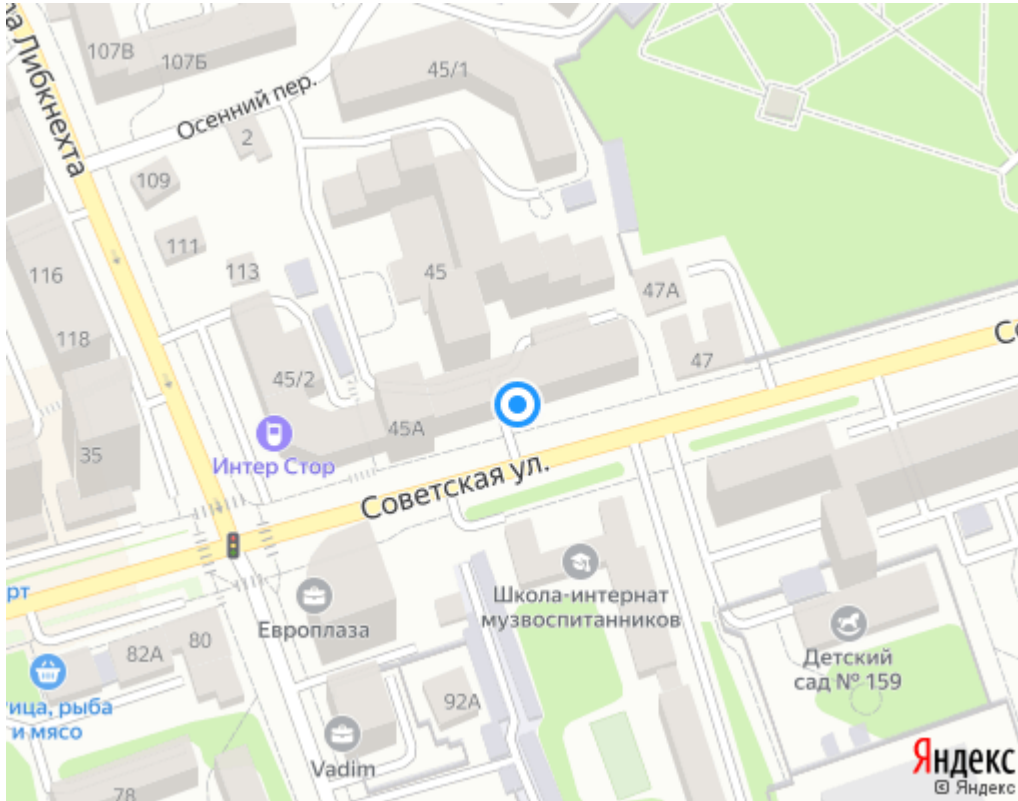 107В
107Б
45/1
а Либкнехта
Осенний пер.
2
109
111
113
116
118
45
47А
47
45/2
45А
35
Интер Стор
Советская ул.
Школа-интернат
музвоспитанников
Европлаза
рт
80
82А
92А
Детский
сад № 159
ица, рыба
и мясо
Vadim
78
Яндекс
© Яндекс